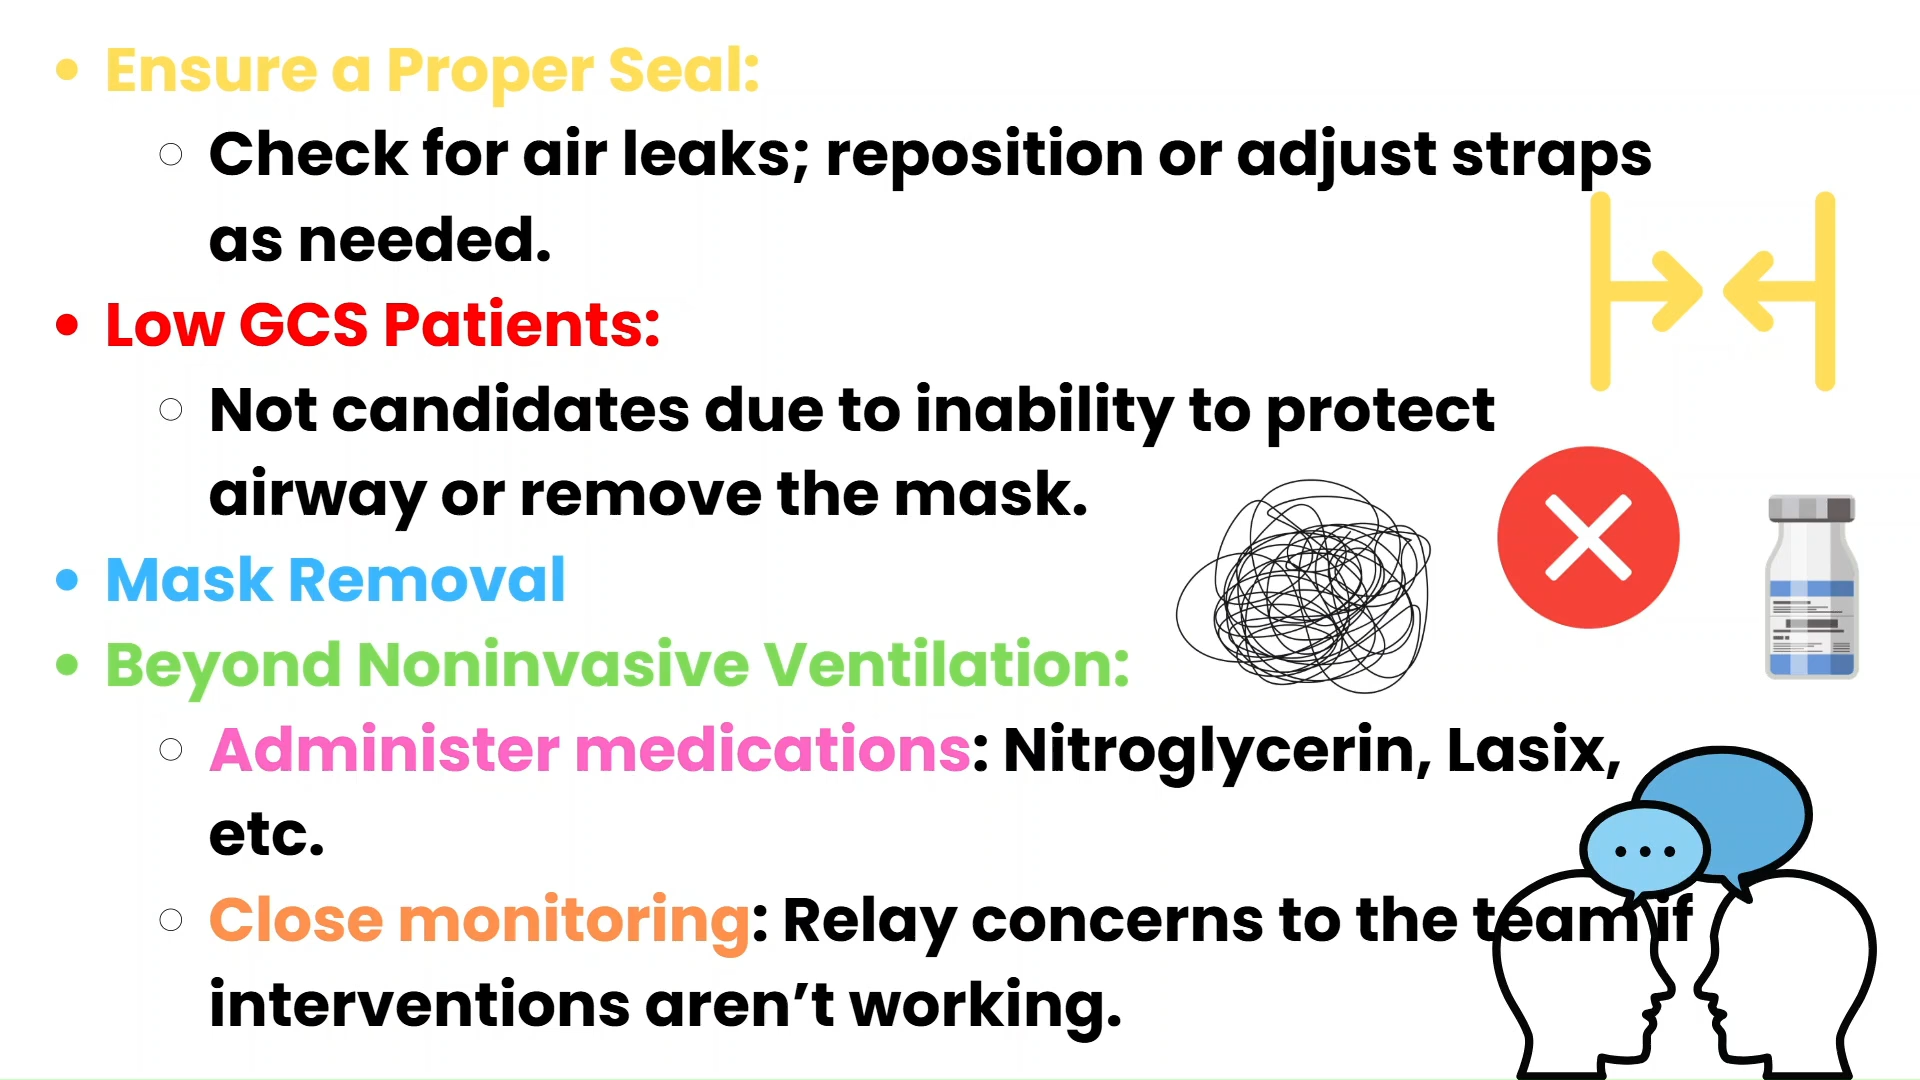 • Ensure a Proper Seal:
○ Check for air leaks; reposition or adjust straps
as needed.
• Low GCS Patients:
○ Not candidates due to inability to protect
airway or remove the mask.
• Mask Removal
• Beyond Noninvasive Ventilation:
○ Administer medications: Nitroglycerin, Lasix,
etc.
○ Close monitoring: Relay concerns to the team if
interventions aren’t working.